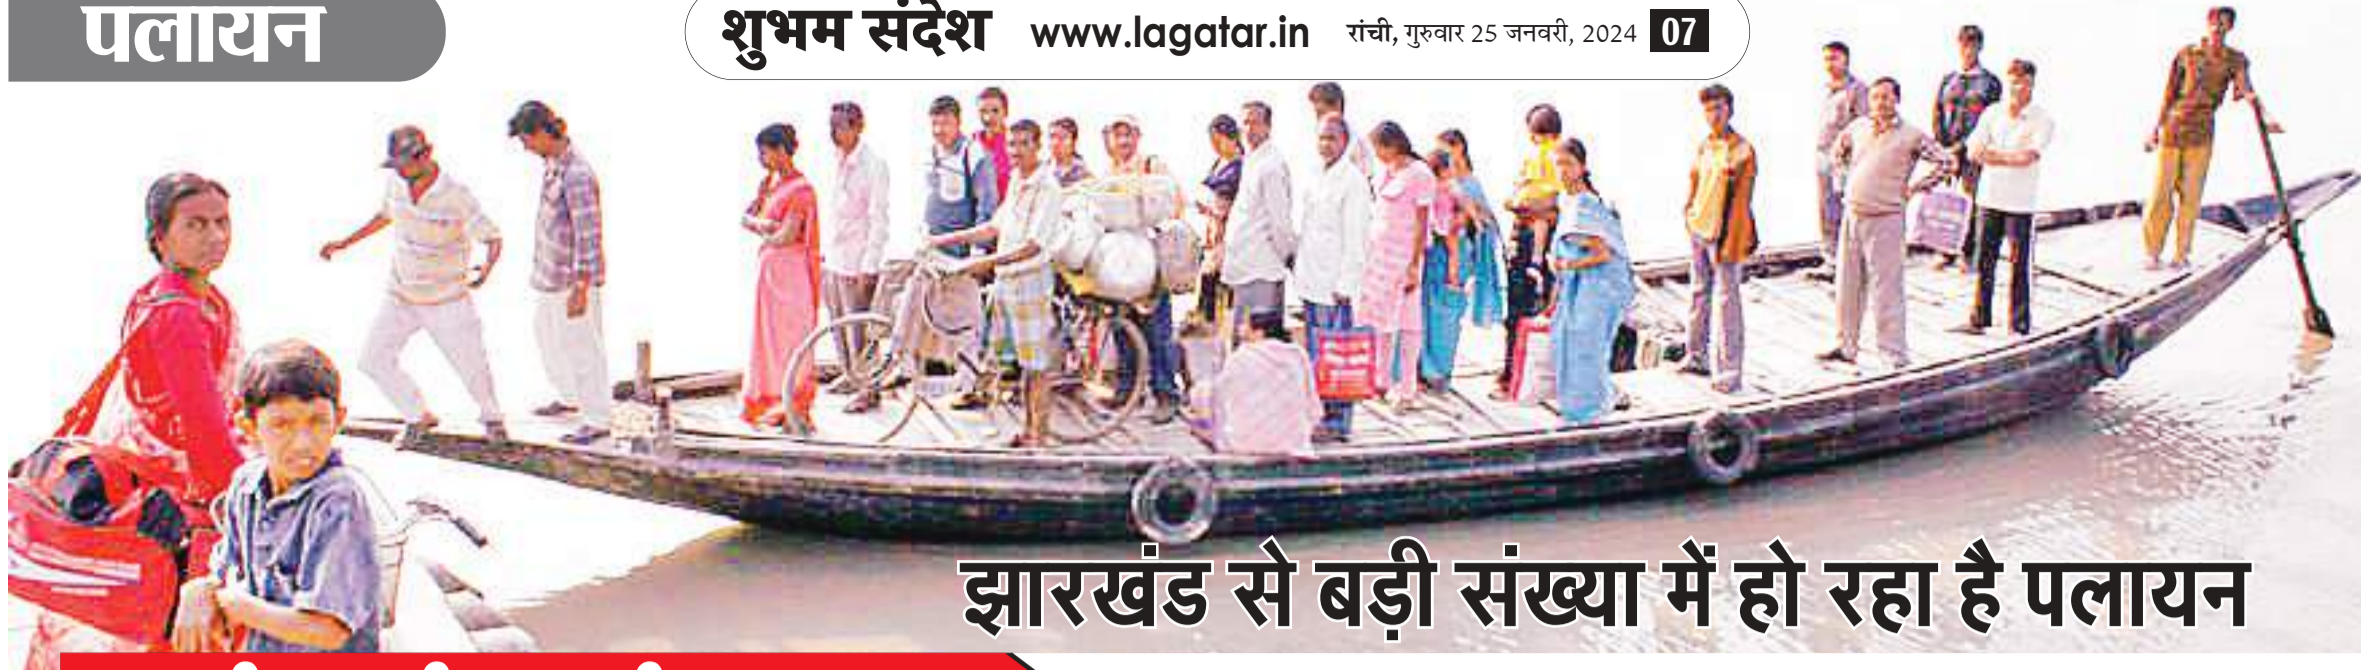 पलायन
शुभम संदेश www.lagatar.in रांची, गुरुवार 25 जनवरी, 2024 07
झारखंड से बड़ी संख्या में हो रहा है पलायन